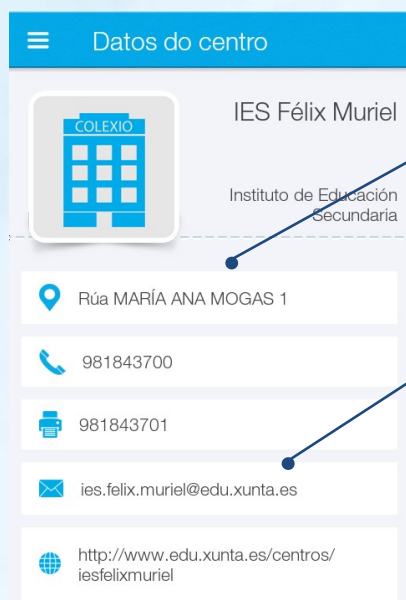 Datos do centro
COLEXIO
IES Félix Muriel
Instituto de Educación
Secundaria
Rúa MARÍA ANA MOGAS 1
981843700
981843701
ies.felix.muriel@edu.xunta.es
http://www.edu.xunta.es/centros/
iesfelixmuriel